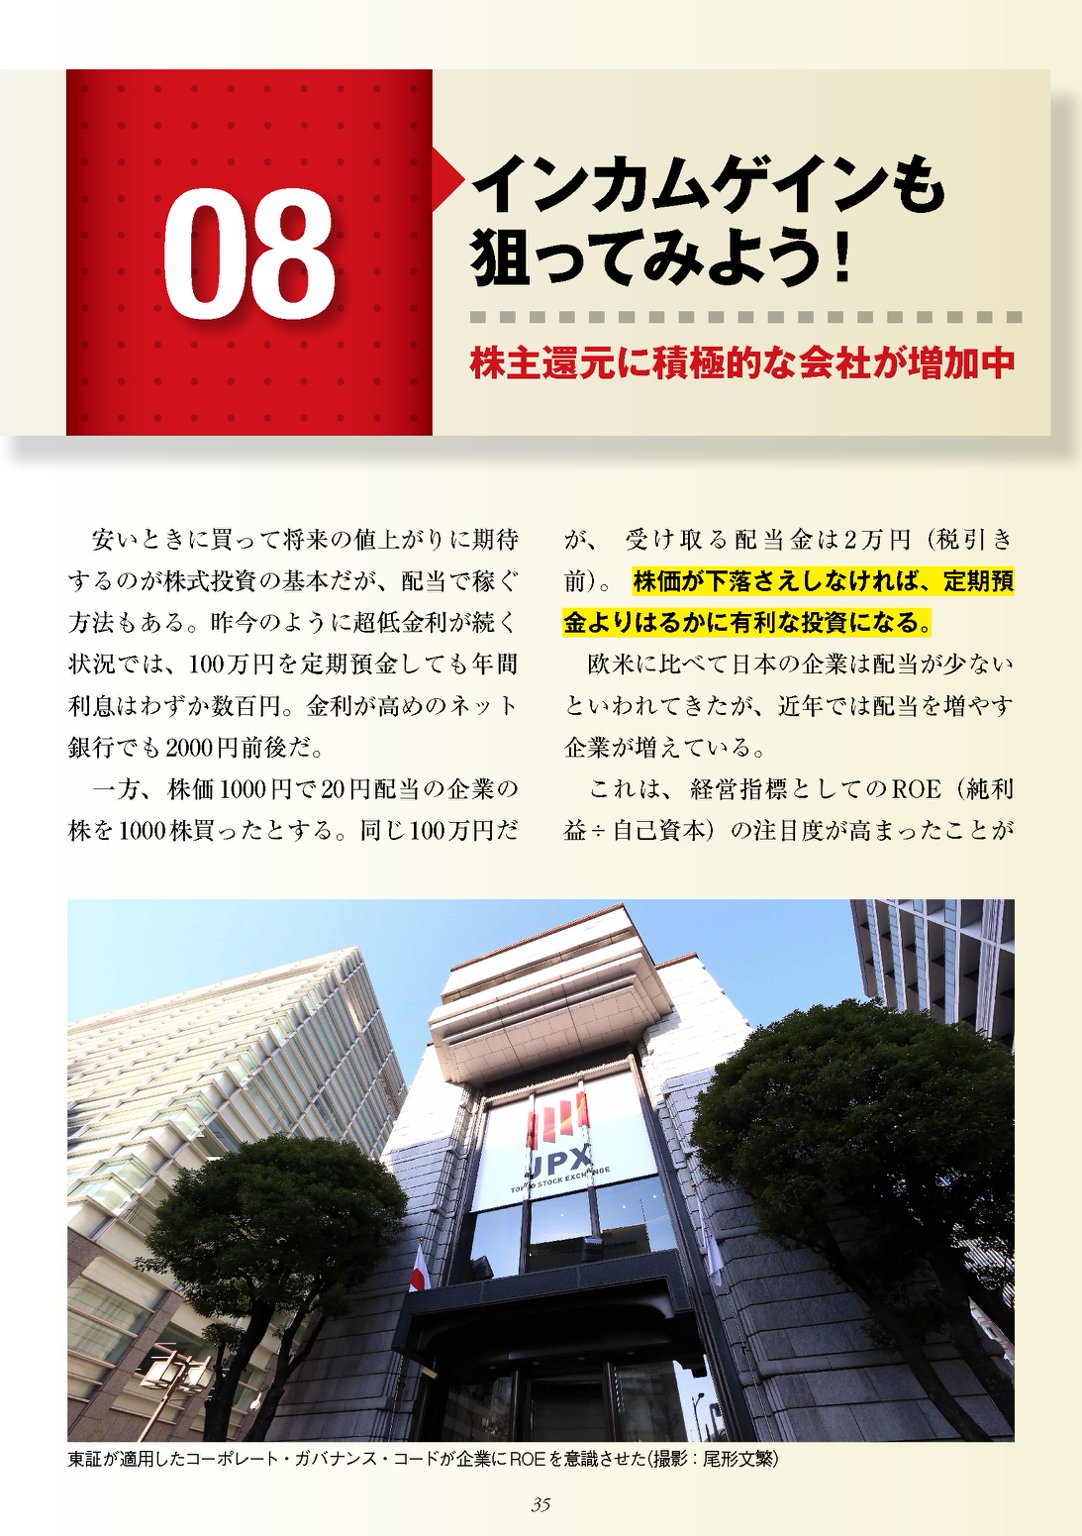 08
インカムゲインも
狙ってみよう！
株主還元に積極的な会社が増加中
安いときに買って将来の値上がりに期待
するのが株式投資の基本だが、配当で稼ぐ
方法もある。昨今のように超低金利が続く
状況では、100万円を定期預金しても年間
利息はわずか数百円。金利が高めのネット
銀行でも2000円前後だ。
一方、株価1000円で20円配当の企業の
株を1000株買ったとする。同じ100万円だ
が、受け取る配当金は2万円（税引き
前）。株価が下落さえしなければ、定期預
金よりはるかに有利な投資になる。
欧米に比べて日本の企業は配当が少ない
といわれてきたが、近年では配当を増やす
企業が増えている。
これは、経営指標としてのROE（純利
益÷自己資本）の注目度が高まったことが
JPX
TOKYO STOCK EXCHANGE
東証が適用したコーポレート・ガバナンス・コードが企業にROEを意識させた（撮影：尾形文繁）
35